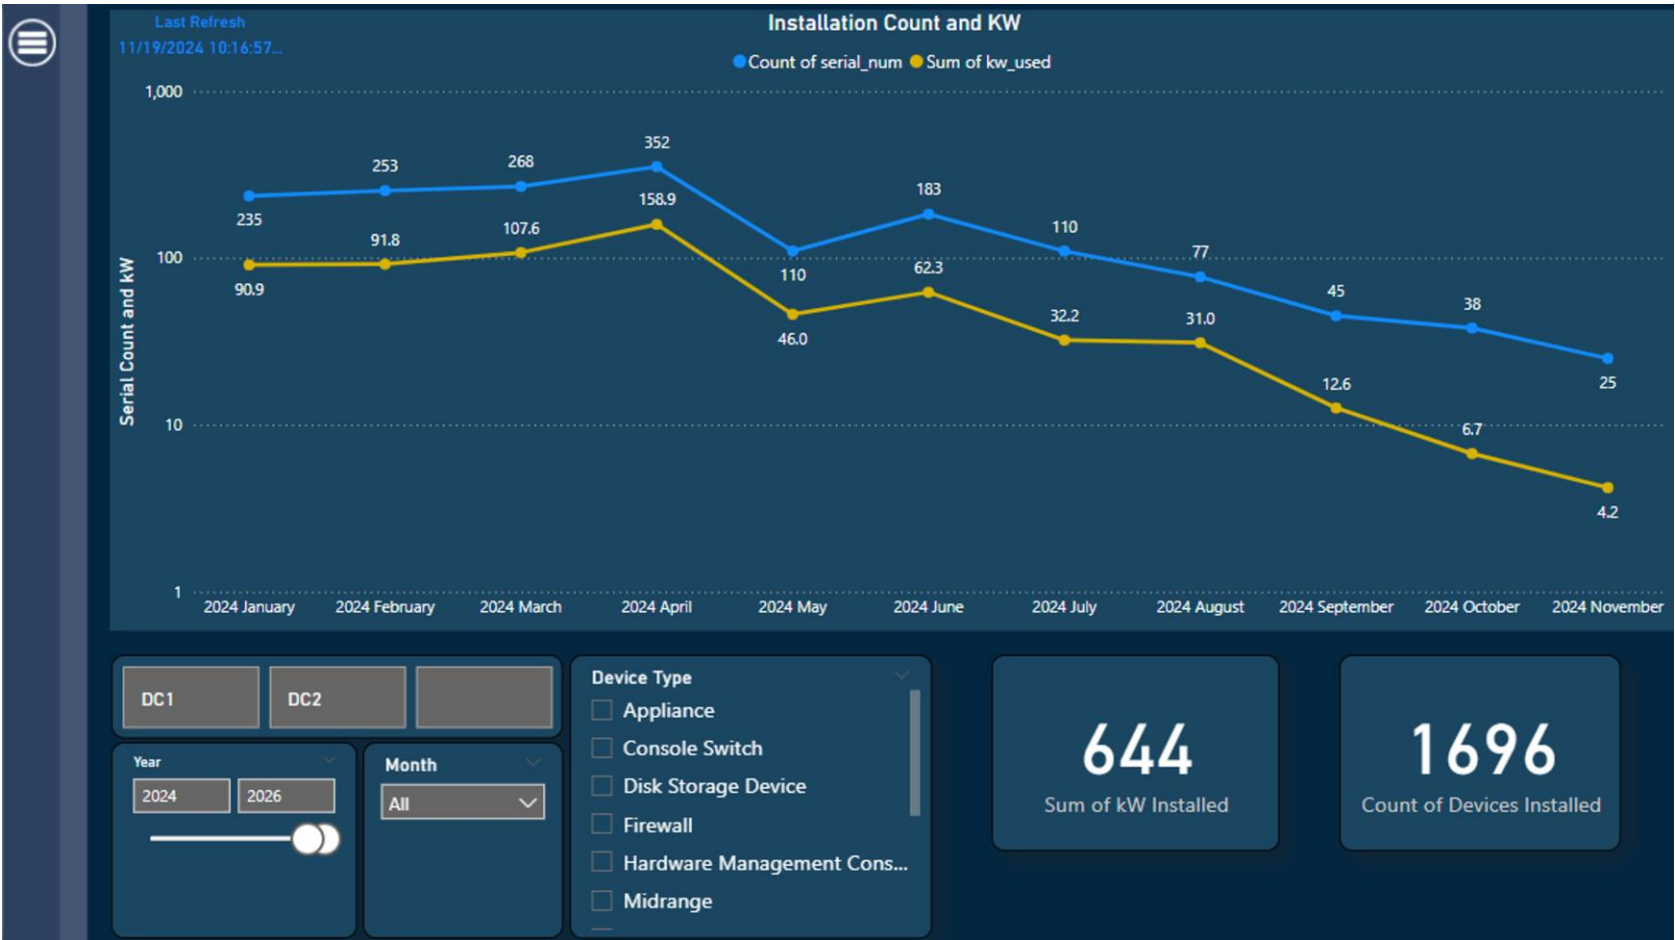 Last Refresh
11/19/2024 10:16:57...
Installation Count and KW
Count of serial_num Sum of kw_used
Serial Count and kW
1,000
100
10
1
235 253 268 352 110 183 110 77 45 38 25
90.9 91.8 107.6 158.9 46.0 62.3 32.2 31.0 12.6 6.7 4.2
2024 January 2024 February 2024 March 2024 April 2024 May 2024 June 2024 July 2024 August 2024 September 2024 October 2024 November
DC1 DC2
Year
2024 2026
Month
All
Device Type
Appliance
Console Switch
Disk Storage Device
Firewall
Hardware Management Cons...
Midrange
644
Sum of kW Installed
1696
Count of Devices Installed